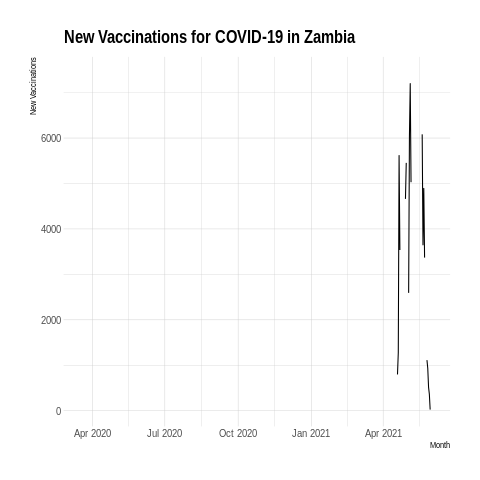 New Vaccinations for COVID-19 in Zambia
New Vaccinations
6000
4000
2000
0
Apr 2020 Jul 2020 Oct 2020 Jan 2021 Apr 2021
Month